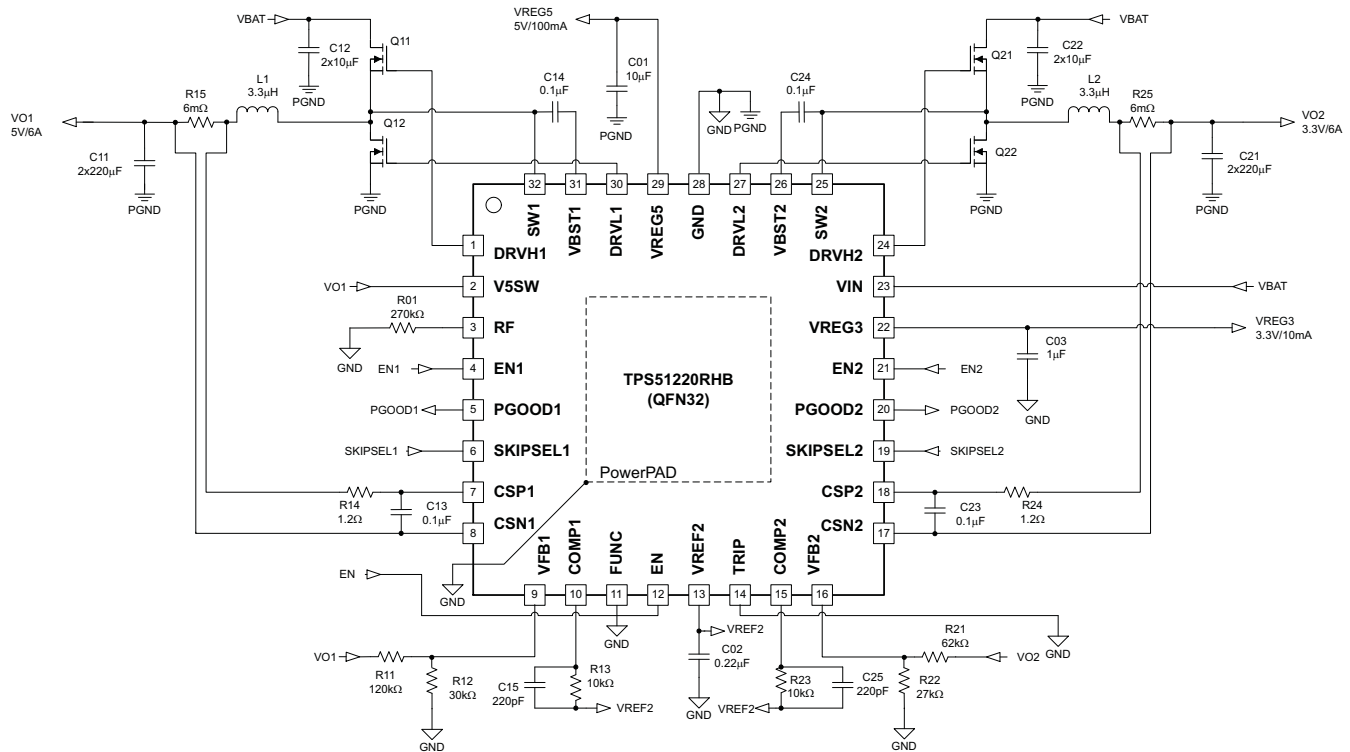 VBAT
C12
2x10μF
PGND
Q11
VREG5
5V/100mA
C01
10μF
PGND
VBAT
C22
2x10μF
PGND
Q21
C14
0.1μF
C24
0.1μF
GND
PGND
R15
6mΩ
L1
3.3μH
L2
3.3μH
R25
6mΩ
VO1
5V/6A
C11
2x220μF
PGND
Q12
PGND
VO2
3.3V/6A
C21
2x220μF
PGND
Q22
PGND
32
31
30
29
28
27
26
25
SW1
VBST1
DRVL1
VREG5
GND
DRVL2
VBST2
SW2
1
DRVH1
24
DRVH2
VO1
2
V5SW
VIN
23
VBAT
R01
270kΩ
GND
3
RF
VREG3
22
VREG3
3.3V/10mA
C03
1μF
GND
EN1
4
EN1
EN2
21
EN2
PGOOD1
5
PGOOD1
PGOOD2
20
PGOOD2
SKIPSEL1
6
SKIPSEL1
SKIPSEL2
19
SKIPSEL2
TPS51220RHB
(QFN32)
PowerPAD
R14
1.2Ω
C13
0.1μF
7
CSP1
CSP2
18
R24
1.2Ω
C23
0.1μF
8
CSN1
CSN2
17
VFB1
COMP1
FUNC
EN
VREF2
TRIP
COMP2
VFB2
9
10
11
12
13
14
15
16
EN
GND
GND
VREF2
C02
0.22μF
GND
GND
VO1
R11
120kΩ
R12
30kΩ
GND
C15
220pF
R13
10kΩ
VREF2
R23
10kΩ
C25
220pF
VREF2
R21
62kΩ
VO2
R22
27kΩ
GND